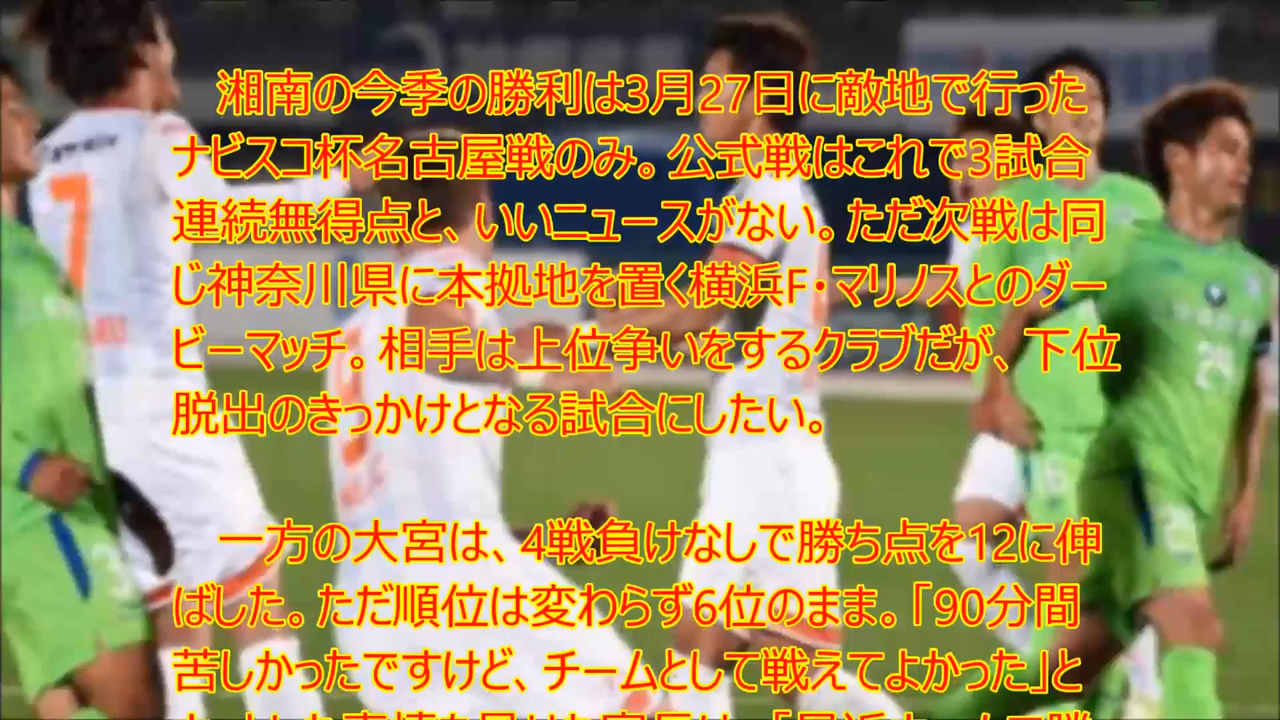 湘南の今季の勝利は3月27日に敵地で行った
ナビスコ杯名古屋戦のみ。公式戦はこれで3試合
連続無得点と、いいニュースがない。ただ次戦は同
じ神奈川県に本拠地を置く横浜F・マリノスとのダー
ビーマッチ。相手は上位争いをするクラブだが、下位
脱出のきっかけとなる試合にしたい。
一方の大宮は、4戦負けなしで勝ち点を12に伸
ばした。ただ順位は変わらず6位のまま。「90分間
苦しかったですけど、チームとして戦えてよかった」と
7